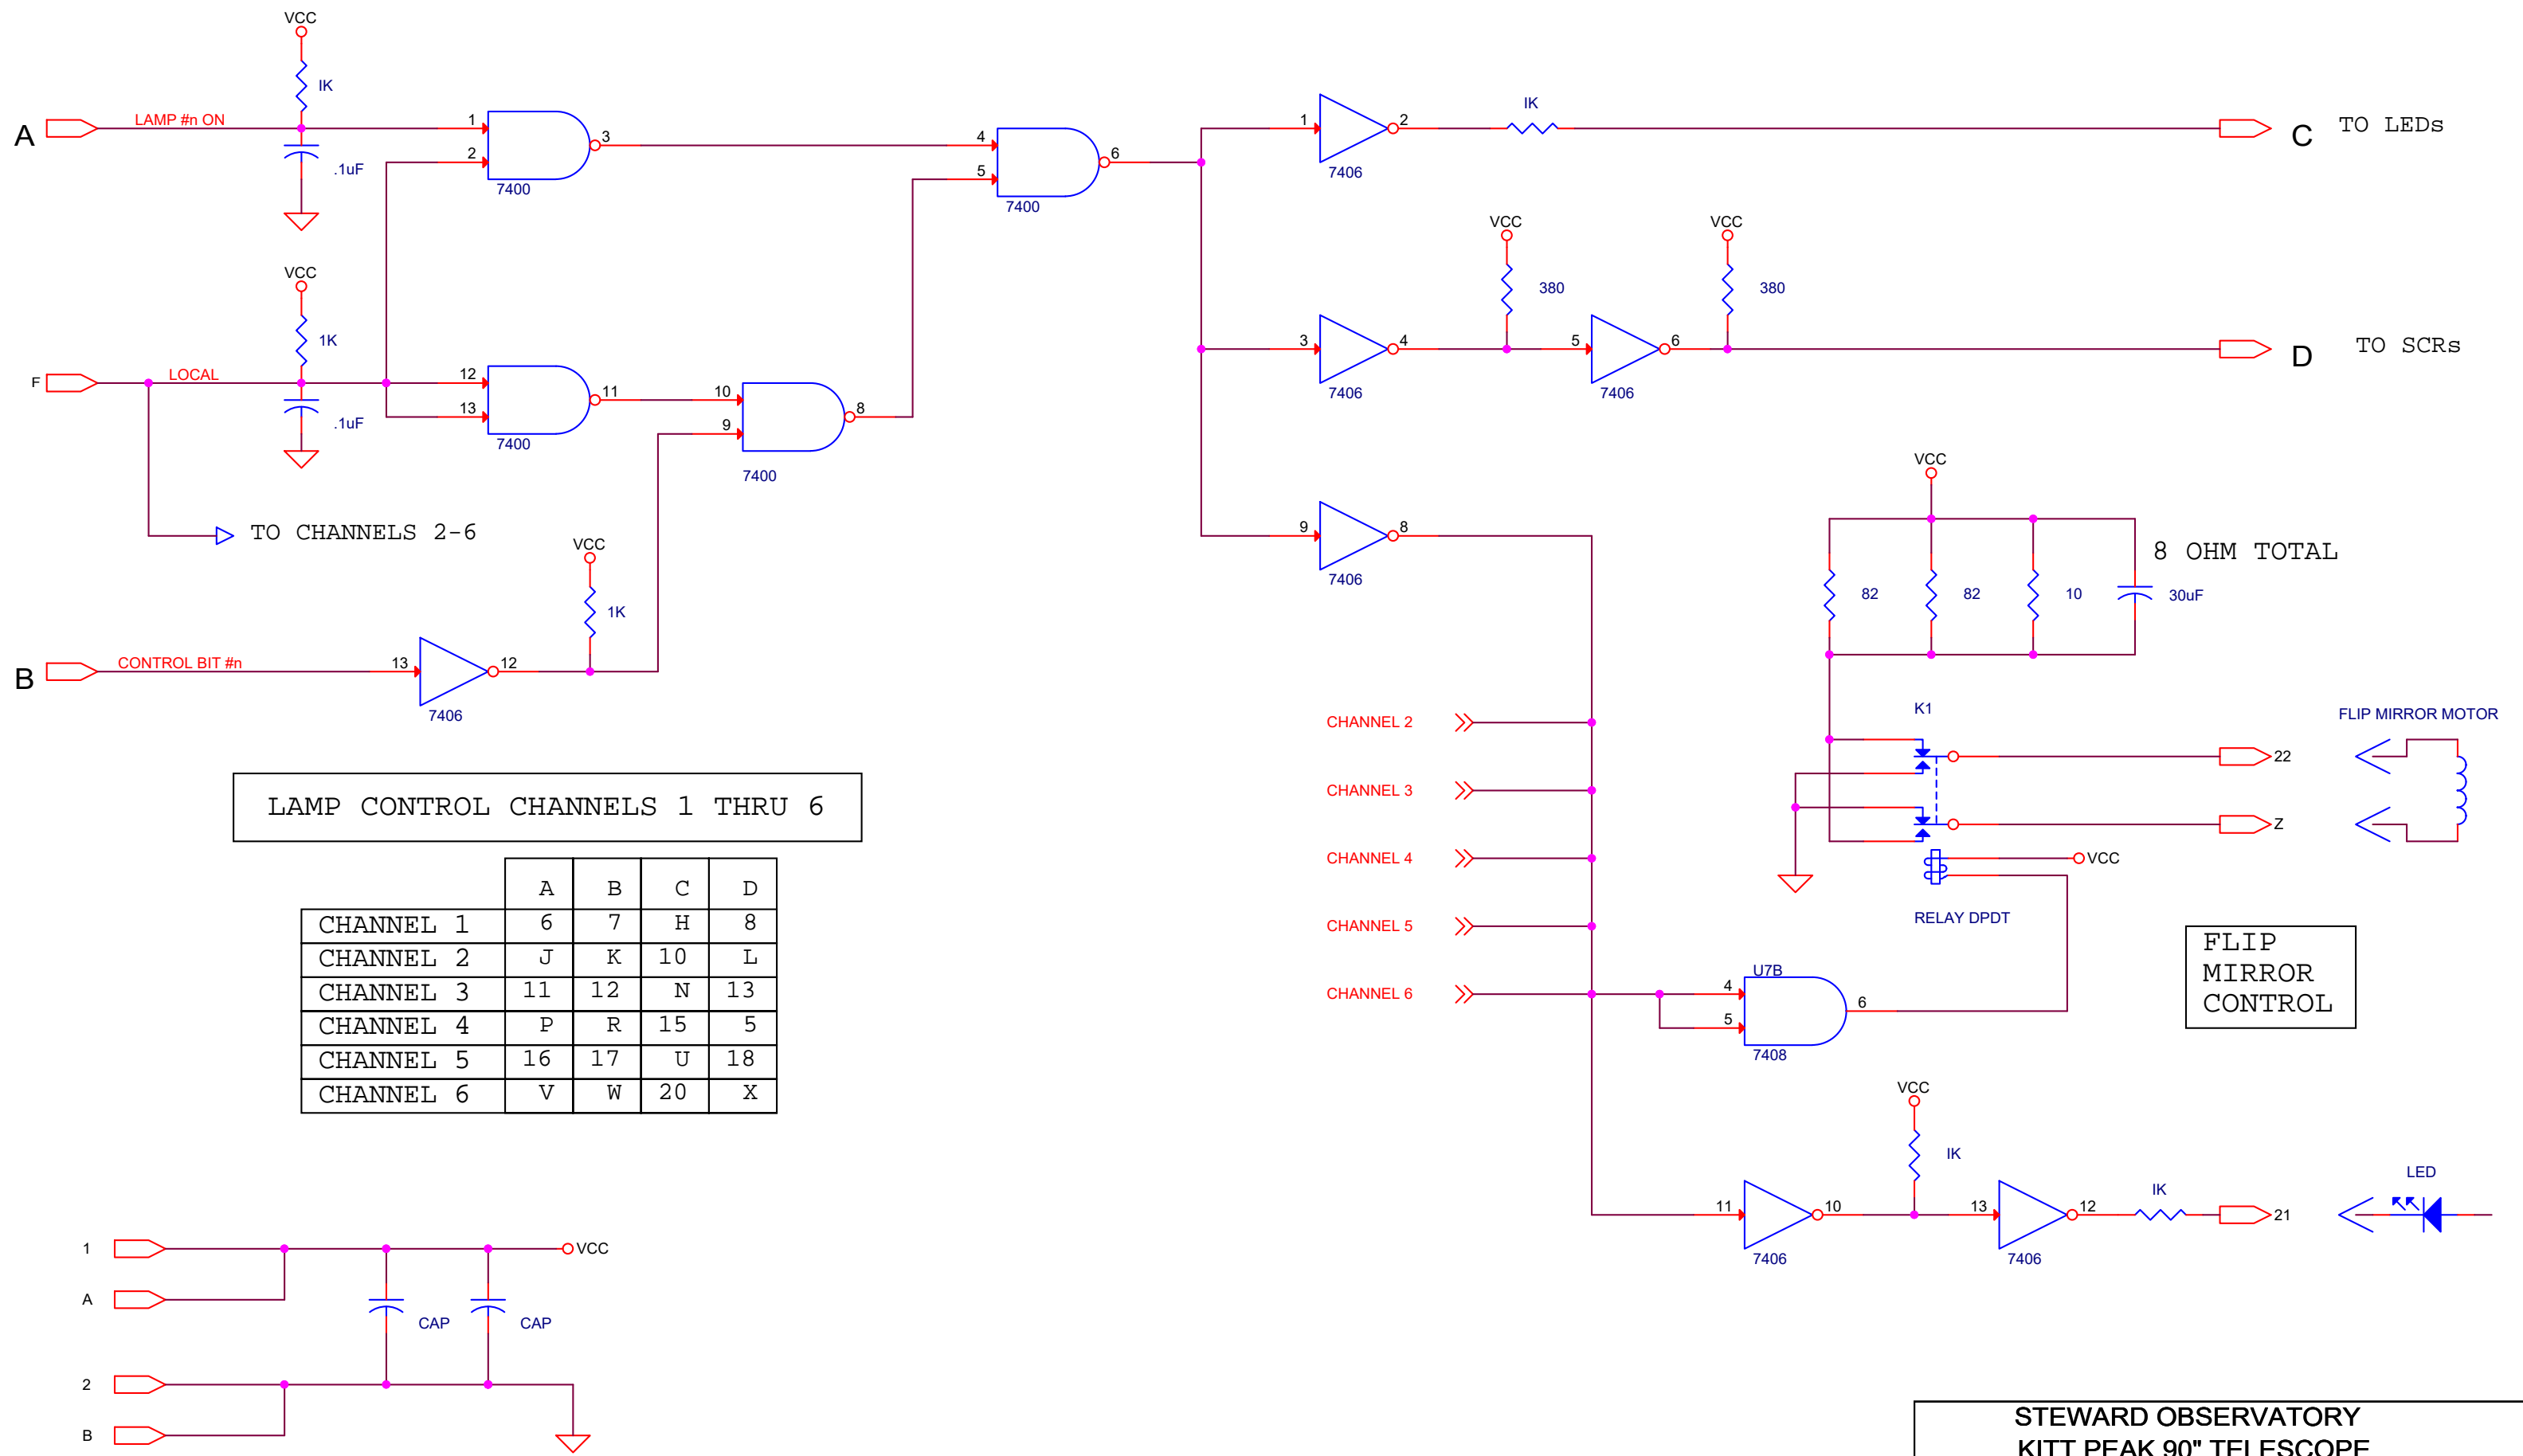 VCC
IK
A
LAMP #n ON
.1uF
1
2
3
7400
4
5
6
7400
1
2
7406
IK
C
TO LEDs
VCC
1K
F
LOCAL
.1uF
12
13
11
7400
10
9
8
7400
TO CHANNELS 2-6
VCC
1K
B
CONTROL BIT #n
13
12
7406
VCC
380
VCC
380
3
4
7406
5
6
7406
D
TO SCRs
9
8
7406
VCC
8 OHM TOTAL
82
82
10
30uF
K1
FLIP MIRROR MOTOR
22
Z
VCC
RELAY DPDT
CHANNEL 2
CHANNEL 3
CHANNEL 4
CHANNEL 5
CHANNEL 6
U7B
4
5
6
7408
FLIP
MIRROR
CONTROL
LAMP CONTROL CHANNELS 1 THRU 6
A B C D
CHANNEL 1 6 7 H 8
CHANNEL 2 J K 10 L
CHANNEL 3 11 12 N 13
CHANNEL 4 P R 15 5
CHANNEL 5 16 17 U 18
CHANNEL 6 V W 20 X
VCC
IK
11
10
7406
13
12
7406
IK
21
LED
1
VCC
A
CAP
CAP
2
B
STEWARD OBSERVATORY
KITT PEAK 90" TELESCOPE